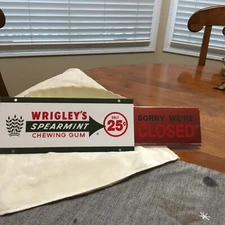 WRIGLEY'S
SPEARMINT
CHEWING GUM
ONLY
25¢
SORRY WE'RE
CLOSED